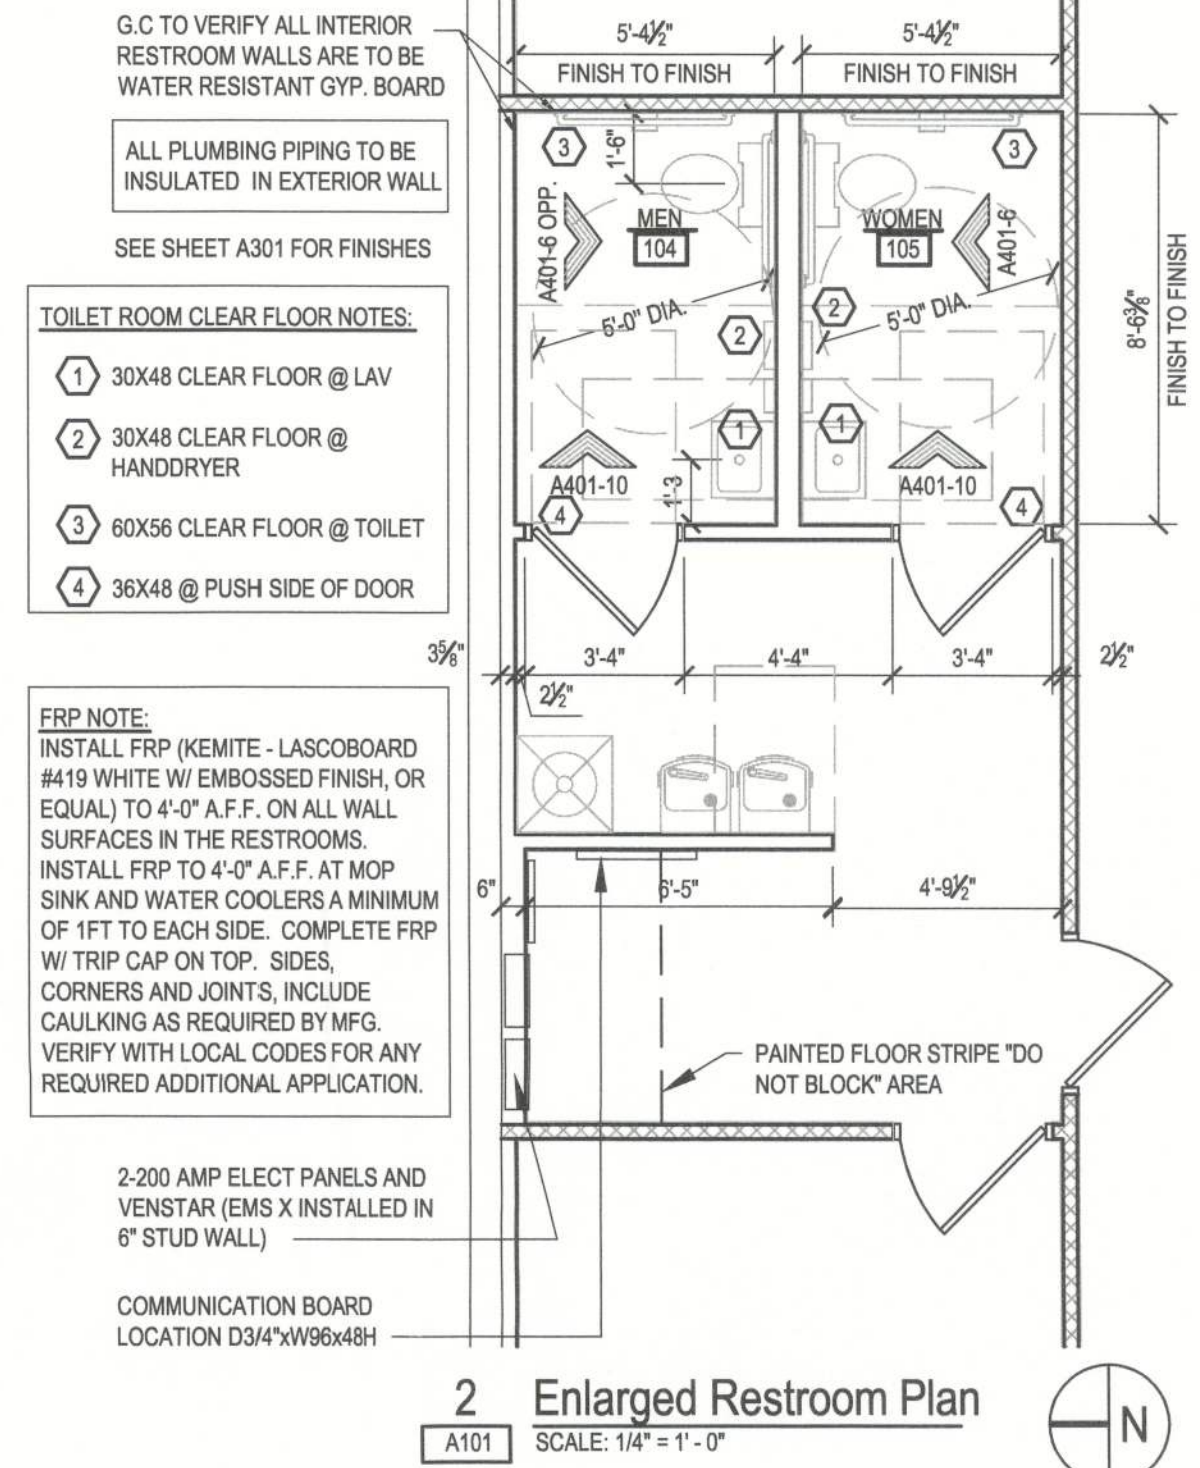 G.C TO VERIFY ALL INTERIOR
RESTROOM WALLS ARE TO BE
WATER RESISTANT GYP. BOARD
ALL PLUMBING PIPING TO BE
INSULATED IN EXTERIOR WALL
SEE SHEET A301 FOR FINISHES
TOILET ROOM CLEAR FLOOR NOTES:
1 30X48 CLEAR FLOOR @ LAV
2 30X48 CLEAR FLOOR @
HANDDRYER
3 60X56 CLEAR FLOOR @ TOILET
4 36X48 @ PUSH SIDE OF DOOR
FRP NOTE:
INSTALL FRP (KEMITE - LASCOBOARD
#419 WHITE W/ EMBOSSED FINISH, OR
EQUAL) TO 4'-0" A.F.F. ON ALL WALL
SURFACES IN THE RESTROOMS.
INSTALL FRP TO 4'-0" A.F.F. AT MOP
SINK AND WATER COOLERS A MINIMUM
OF 1FT TO EACH SIDE. COMPLETE FRP
W/ TRIP CAP ON TOP. SIDES,
CORNERS AND JOINTS, INCLUDE
CAULKING AS REQUIRED BY MFG.
VERIFY WITH LOCAL CODES FOR ANY
REQUIRED ADDITIONAL APPLICATION.
2-200 AMP ELECT PANELS AND
VENSTAR (EMS X INSTALLED IN
6" STUD WALL)
COMMUNICATION BOARD
LOCATION D3/4"xW96x48H
5'-4½"
FINISH TO FINISH
5'-4½"
FINISH TO FINISH
3
1'-6"
3
A401-6 OPP.
MEN
104
WOMEN
105
A401-6
5'-0" DIA.
5'-0" DIA.
2
2
8'-6⅜"
FINISH TO FINISH
1
1
A401-10
1'-3
A401-10
4
4
3⅝"
3'-4"
4'-4"
3'-4"
2½"
2½"
6"
6'-5"
4'-9½"
PAINTED FLOOR STRIPE "DO
NOT BLOCK" AREA
2 Enlarged Restroom Plan
A101 SCALE: 1/4" = 1' - 0"
N